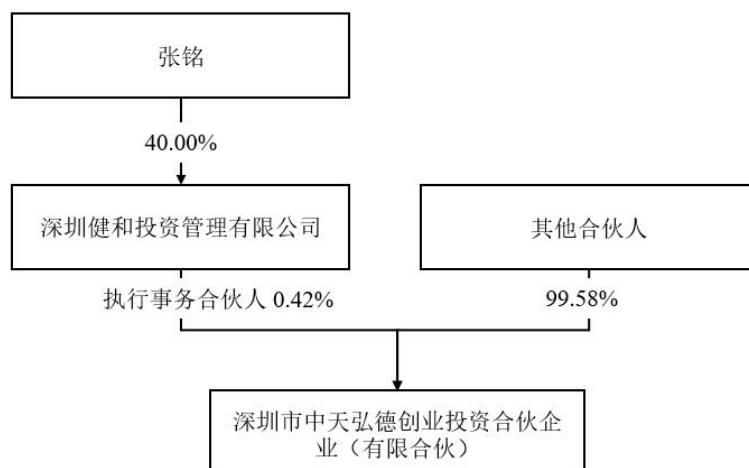 张铭
40.00%
深圳健和投资管理有限公司
其他合伙人
执行事务合伙人 0.42%
99.58%
深圳市中天弘德创业投资合伙企
业（有限合伙）